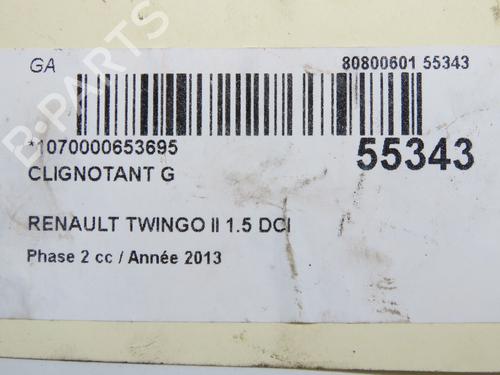 GA 80800601 55343
*1070000653695 55343
CLIGNOTANT G
RENAULT TWINGO II 1.5 DCI
Phase 2 cc / Année 2013
B-PARTS